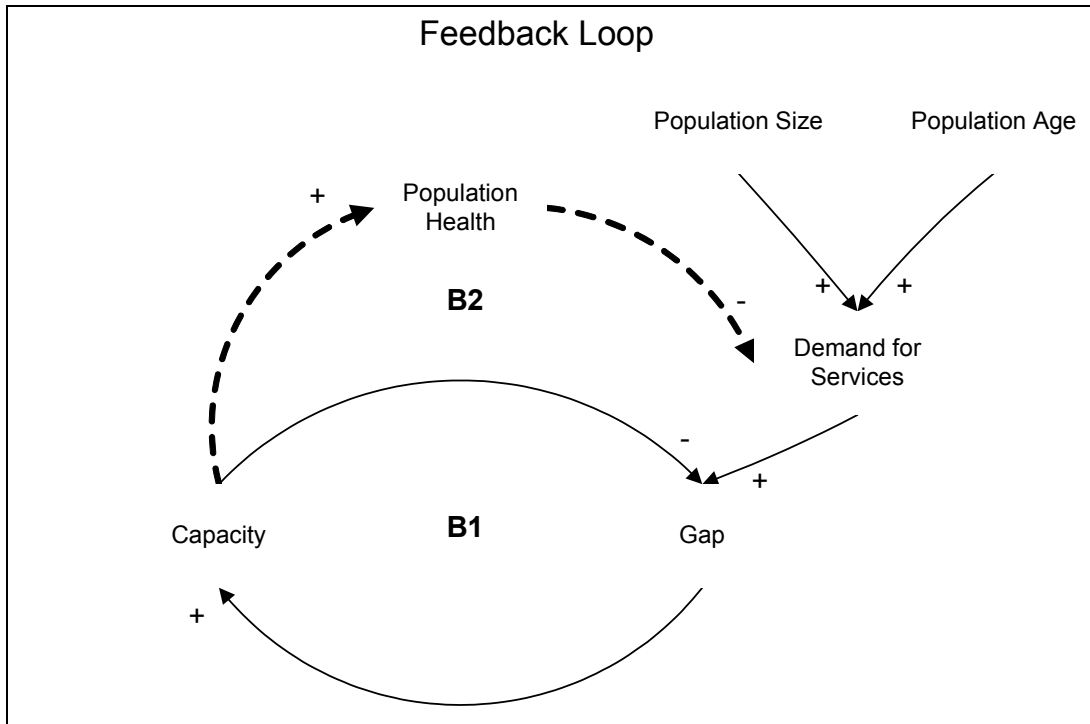 Feedback Loop
Population Size
Population Age
+
Population
Health
B2
-
+
+
Demand for
Services
-
+
Capacity
B1
Gap
+